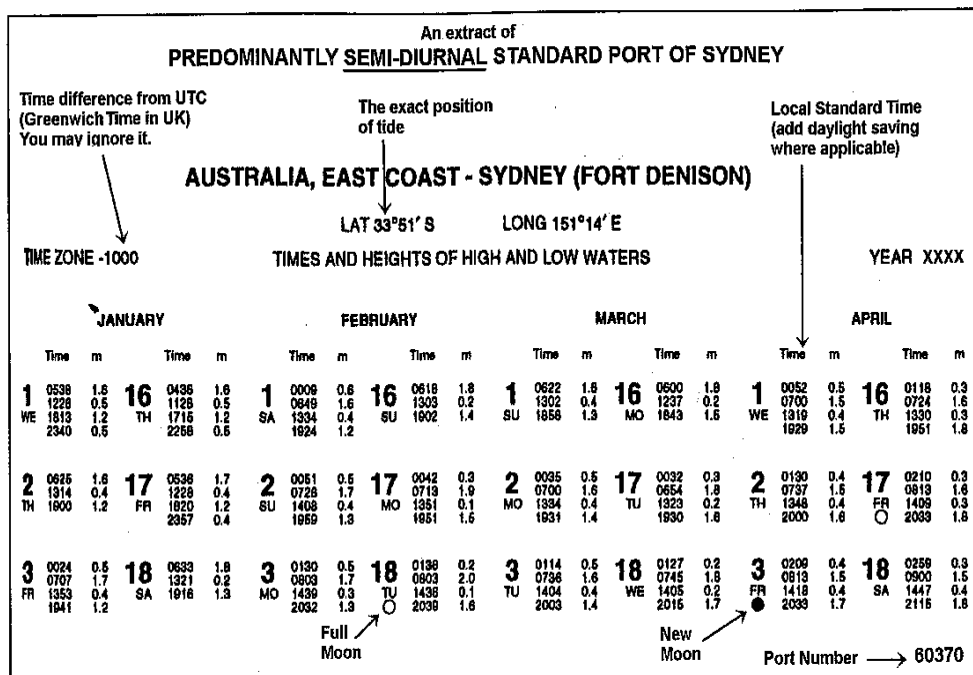 An extract of
PREDOMINANTLY SEMI-DIURNAL STANDARD PORT OF SYDNEY
Time difference from UTC
(Greenwich Time in UK)
You may ignore it.
The exact position
of tide
Local Standard Time
(add daylight saving
where applicable)
AUSTRALIA, EAST COAST - SYDNEY (FORT DENISON)
LAT 33°51' S LONG 151°14' E
TIME ZONE -1000 TIMES AND HEIGHTS OF HIGH AND LOW WATERS YEAR XXXX
JANUARY FEBRUARY MARCH APRIL
Time m Time m Time m Time m Time m Time m Time m Time m
1 WE
0538 1.6
1228 0.5
1813 1.2
2340 0.5
16 TH
0436 1.6
1128 0.5
1715 1.2
2258 0.5
1 SA
0009 0.6
0649 1.6
1334 0.4
1924 1.2
16 SU
0618 1.8
1303 0.2
1902 1.4
1 SU
0622 1.6
1302 0.4
1856 1.3
16 MO
0600 1.8
1237 0.2
1843 1.5
1 WE
0052 0.5
0700 1.5
1319 0.4
1929 1.5
16 TH
0118 0.3
0724 1.6
1330 0.3
1951 1.8
2 TH
0625 1.6
1314 0.4
1900 1.2
17 FR
0536 1.7
1228 0.4
1820 1.2
2357 0.4
2 SU
0051 0.5
0728 1.7
1408 0.4
1959 1.3
17 MO
0042 0.3
0713 1.9
1351 0.1
1951 1.5
2 MO
0035 0.5
0700 1.6
1334 0.4
1931 1.4
17 TU
0032 0.3
0654 1.8
1323 0.2
1930 1.6
2 TH
0130 0.4
0737 1.5
1348 0.4
2000 1.6
17 FR
0210 0.3
0813 1.6
1409 0.3
2033 1.8
3 FR
0024 0.5
0707 1.7
1353 0.4
1941 1.2
18 SA
0633 1.8
1321 0.2
1916 1.3
3 MO
0130 0.5
0803 1.7
1439 0.3
2032 1.3
18 TU
0138 0.2
0803 2.0
1436 0.1
2039 1.6
3 TU
0114 0.5
0736 1.6
1404 0.4
2003 1.4
18 WE
0127 0.2
0745 1.8
1405 0.2
2015 1.7
3 FR
0209 0.4
0813 1.5
1418 0.4
2033 1.7
18 SA
0259 0.3
0900 1.5
1447 0.4
2115 1.8
Full
Moon
New
Moon
Port Number 60370